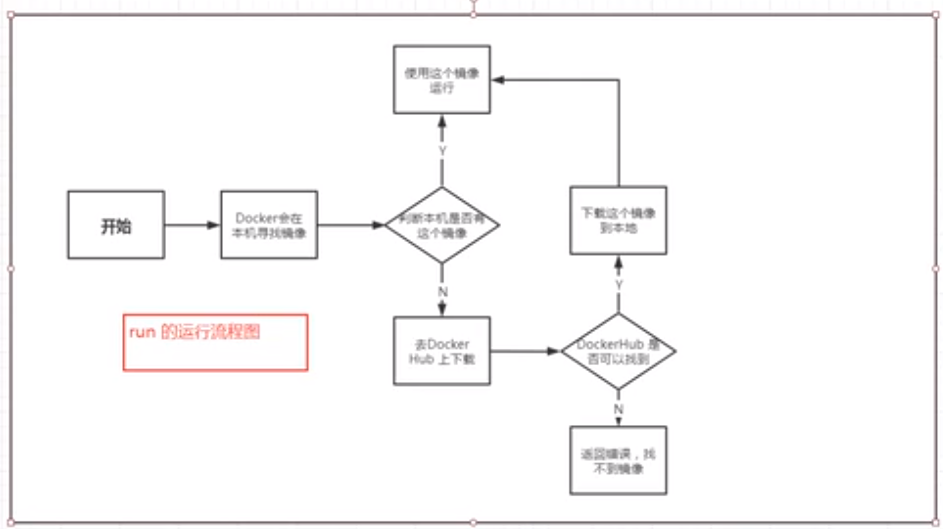 使用这个镜像
运行
Y
开始
Docker会在
本机寻找镜像
判断本机是否有
这个镜像
下载这个镜像
到本地
N
Y
run 的运行流程图
去Docker
Hub 上下载
DockerHub 是
否可以找到
N
返回错误，找
不到镜像